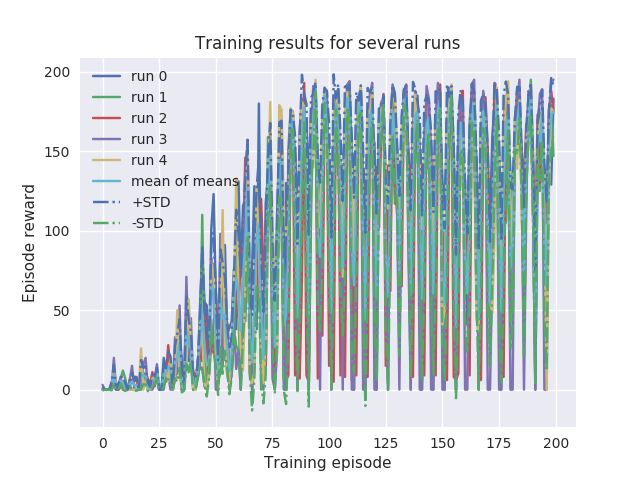 Training results for several runs
200
150
100
50
0
Episode reward
run 0
run 1
run 2
run 3
run 4
mean of means
+STD
-STD
0 25 50 75 100 125 150 175 200
Training episode